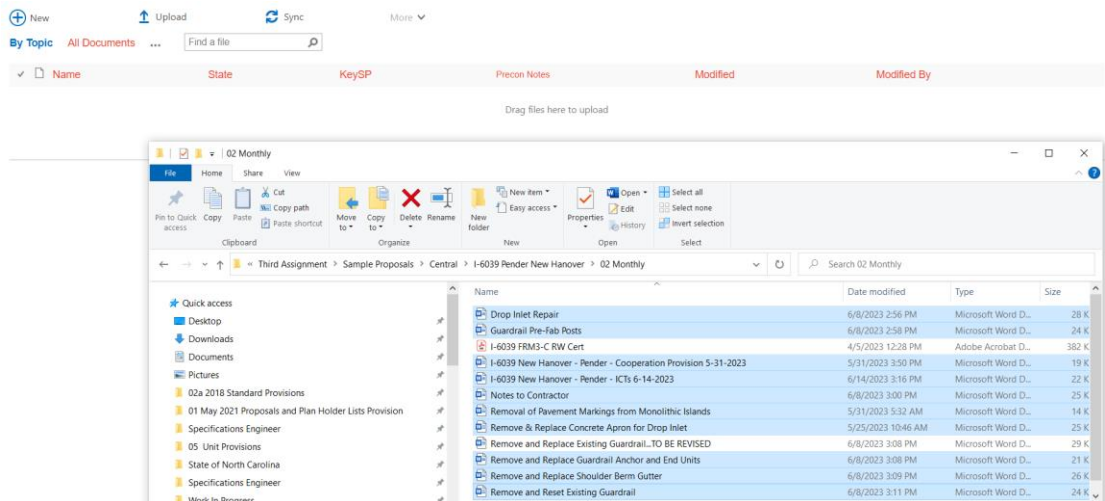 New Upload Sync More
By Topic All Documents ... Find a file
Name State KeySP Precon Notes Modified Modified By
Drag files here to upload
02 Monthly
File Home Share View
Pin to Quick access Copy Paste Cut Copy path Paste shortcut Move to Copy to Delete Rename New folder New item Easy access Properties Open Edit History Select all Select none Invert selection
Clipboard Organize New Open Select
« Third Assignment > Sample Proposals > Central > I-6039 Pender New Hanover > 02 Monthly Search 02 Monthly
Quick access
Desktop
Downloads
Documents
Pictures
02a 2018 Standard Provisions
01 May 2021 Proposals and Plan Holder Lists Provision
Specifications Engineer
05 Unit Provisions
State of North Carolina
Specifications Engineer
Work In Progress
Name Date modified Type Size
Drop Inlet Repair 6/8/2023 2:56 PM Microsoft Word D... 28 K
Guardrail Pre-Fab Posts 6/8/2023 2:58 PM Microsoft Word D... 24 K
I-6039 FRM3-C RW Cert 4/5/2023 12:28 PM Adobe Acrobat D... 382 K
I-6039 New Hanover - Pender - Cooperation Provision 5-31-2023 5/31/2023 3:50 PM Microsoft Word D... 19 K
I-6039 New Hanover - Pender - ICTs 6-14-2023 6/14/2023 3:16 PM Microsoft Word D... 22 K
Notes to Contractor 6/8/2023 3:00 PM Microsoft Word D... 25 K
Removal of Pavement Markings from Monolithic Islands 5/31/2023 5:32 AM Microsoft Word D... 14 K
Remove & Replace Concrete Apron for Drop Inlet 5/25/2023 10:46 AM Microsoft Word D... 25 K
Remove and Replace Existing Guardrail...TO BE REVISED 6/8/2023 3:08 PM Microsoft Word D... 29 K
Remove and Replace Guardrail Anchor and End Units 6/8/2023 3:08 PM Microsoft Word D... 21 K
Remove and Replace Shoulder Berm Gutter 6/8/2023 3:09 PM Microsoft Word D... 26 K
Remove and Reset Existing Guardrail 6/8/2023 3:11 PM Microsoft Word D... 24 K